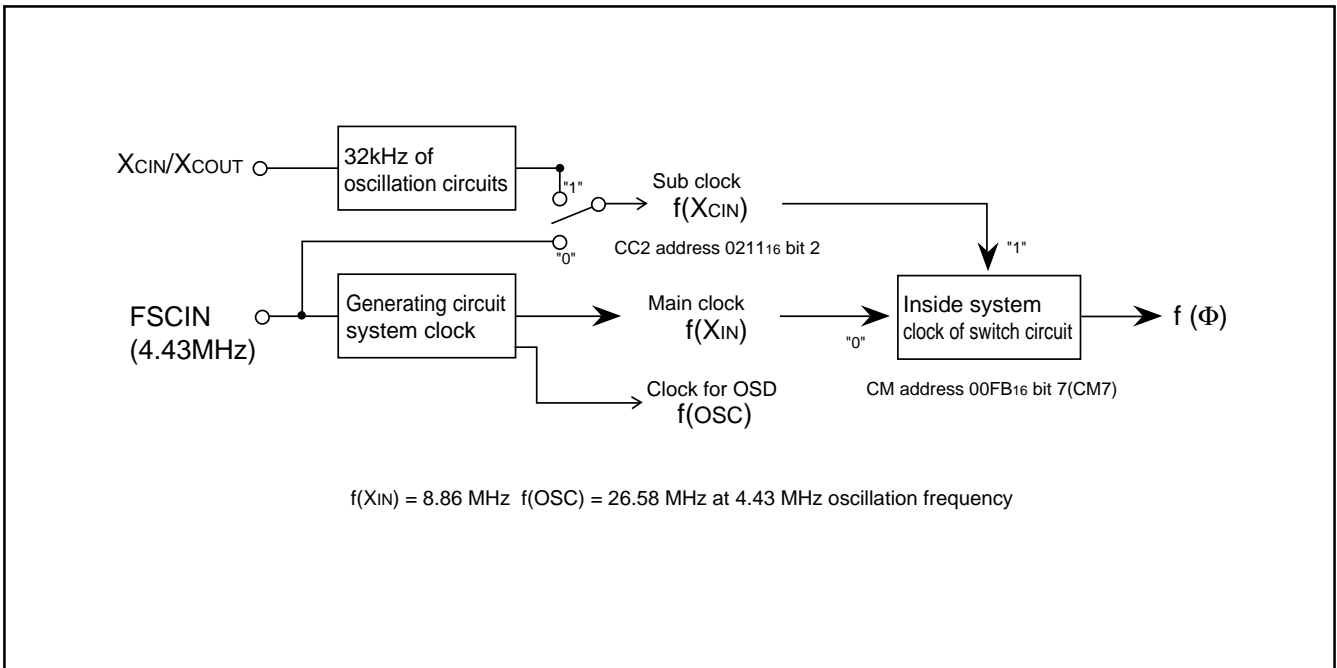 XCIN/XCOUT
32kHz of
oscillation circuits
"1"
"0"
Sub clock
f(XCIN)
CC2 address 021116 bit 2
"1"
FSCIN
(4.43MHz)
Generating circuit
system clock
Main clock
f(XIN)
"0"
Inside system
clock of switch circuit
f (Φ)
CM address 00FB16 bit 7(CM7)
Clock for OSD
f(OSC)
f(XIN) = 8.86 MHz f(OSC) = 26.58 MHz at 4.43 MHz oscillation frequency